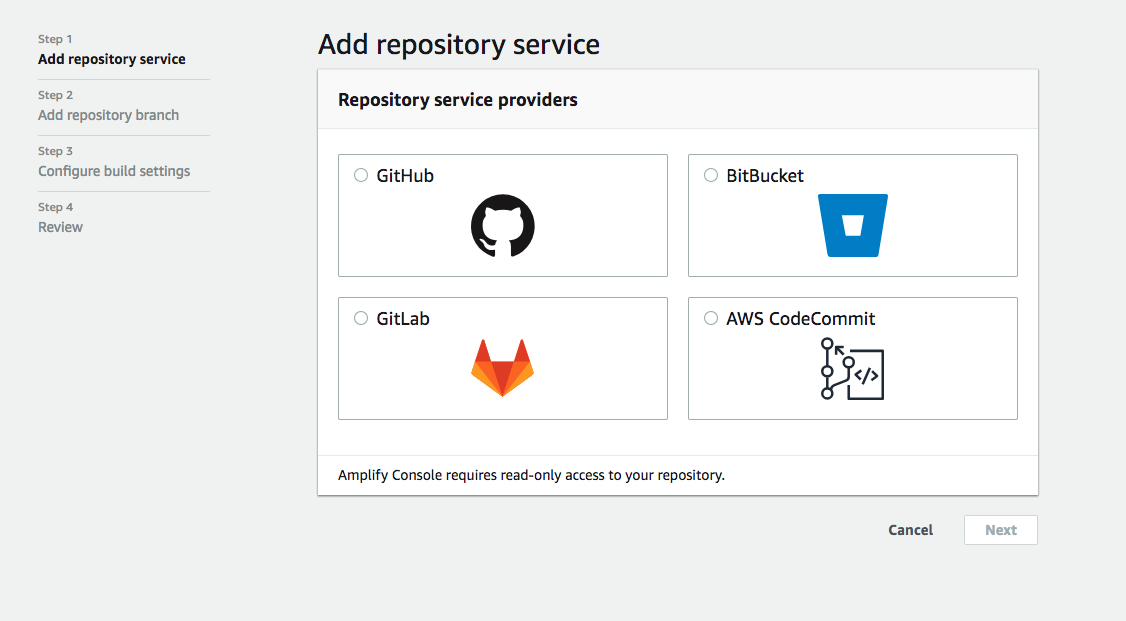 Step 1
Add repository service
Step 2
Add repository branch
Step 3
Configure build settings
Step 4
Review
Add repository service
Repository service providers
GitHub
BitBucket
GitLab
AWS CodeCommit
</>
Amplify Console requires read-only access to your repository.
Cancel
Next